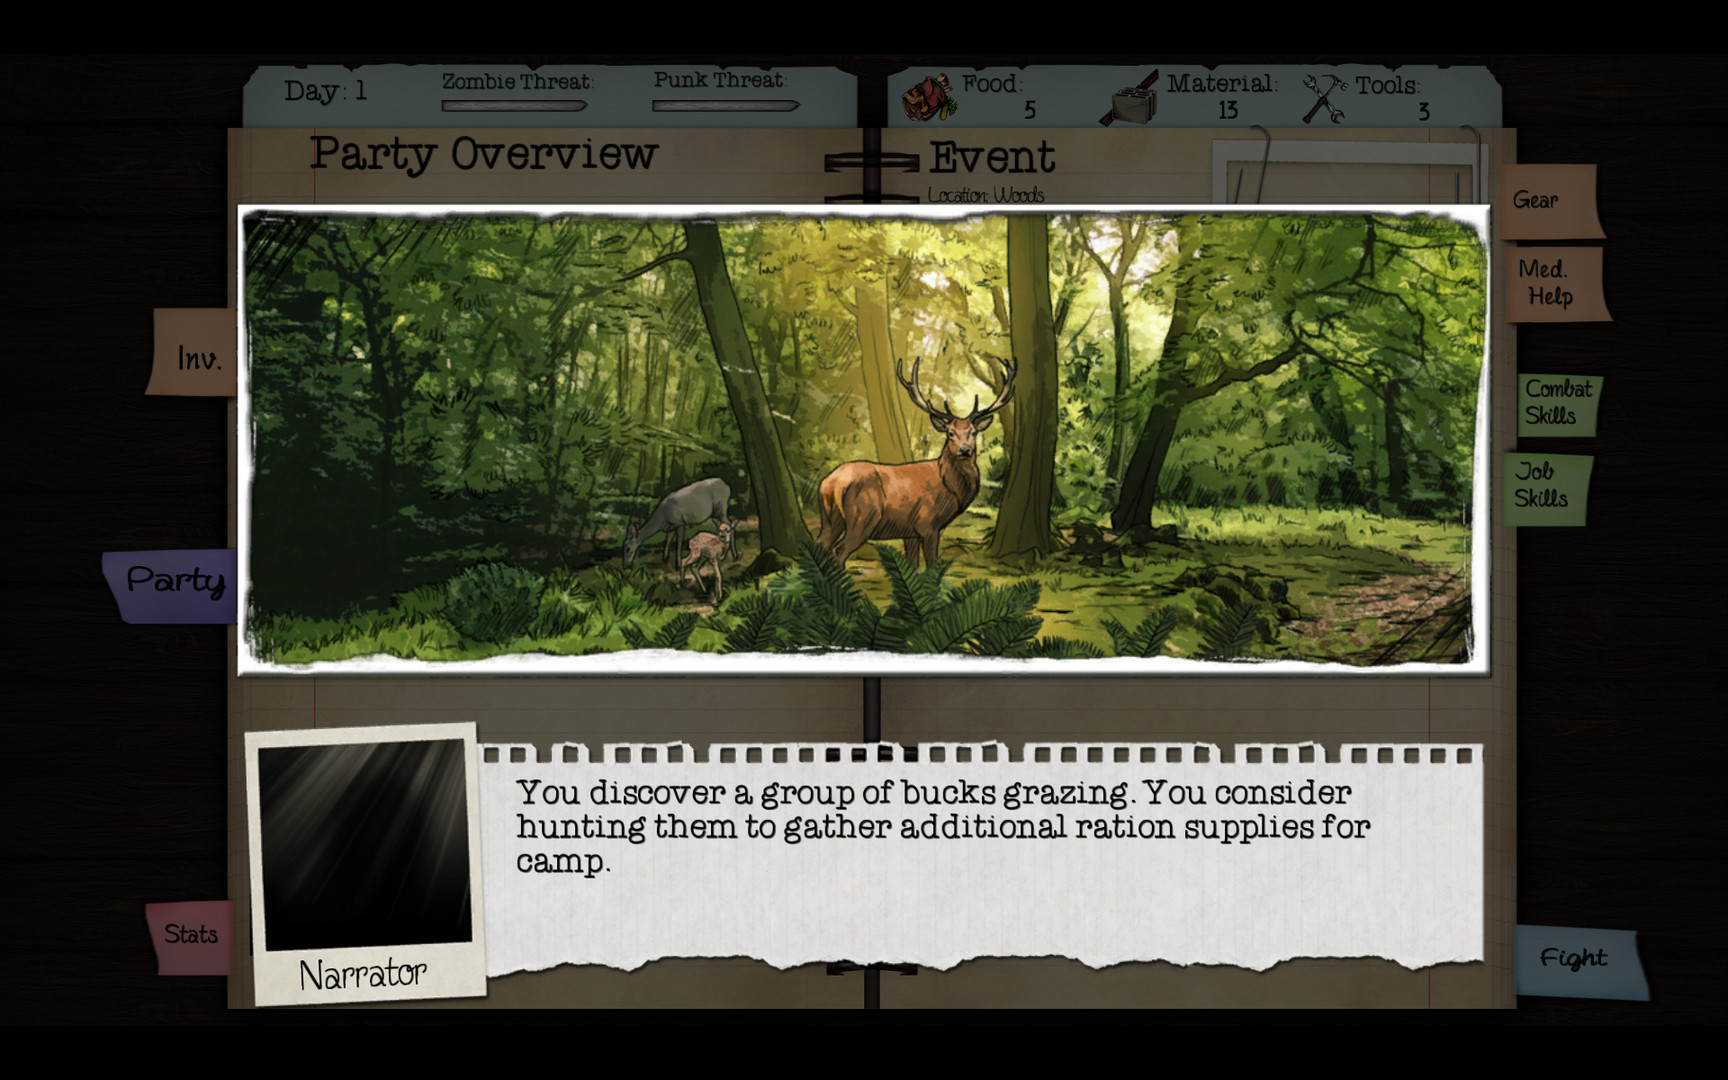 Day: 1
Zombie Threat:
Punk Threat:
Food:
5
Material:
13
Tools:
3
Party Overview
Event
Location: Woods
Gear
Med.
Help
Inv.
Combat
Skills
Job
Skills
Party
You discover a group of bucks grazing. You consider
hunting them to gather additional ration supplies for
camp.
Stats
Narrator
Fight